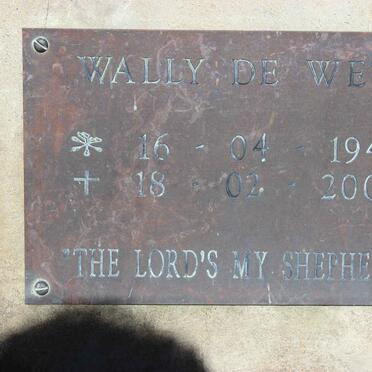 WALLY DE WE
16 - 04 - 194
✝ 18 - 02 - 200
"THE LORD'S MY SHEPHE